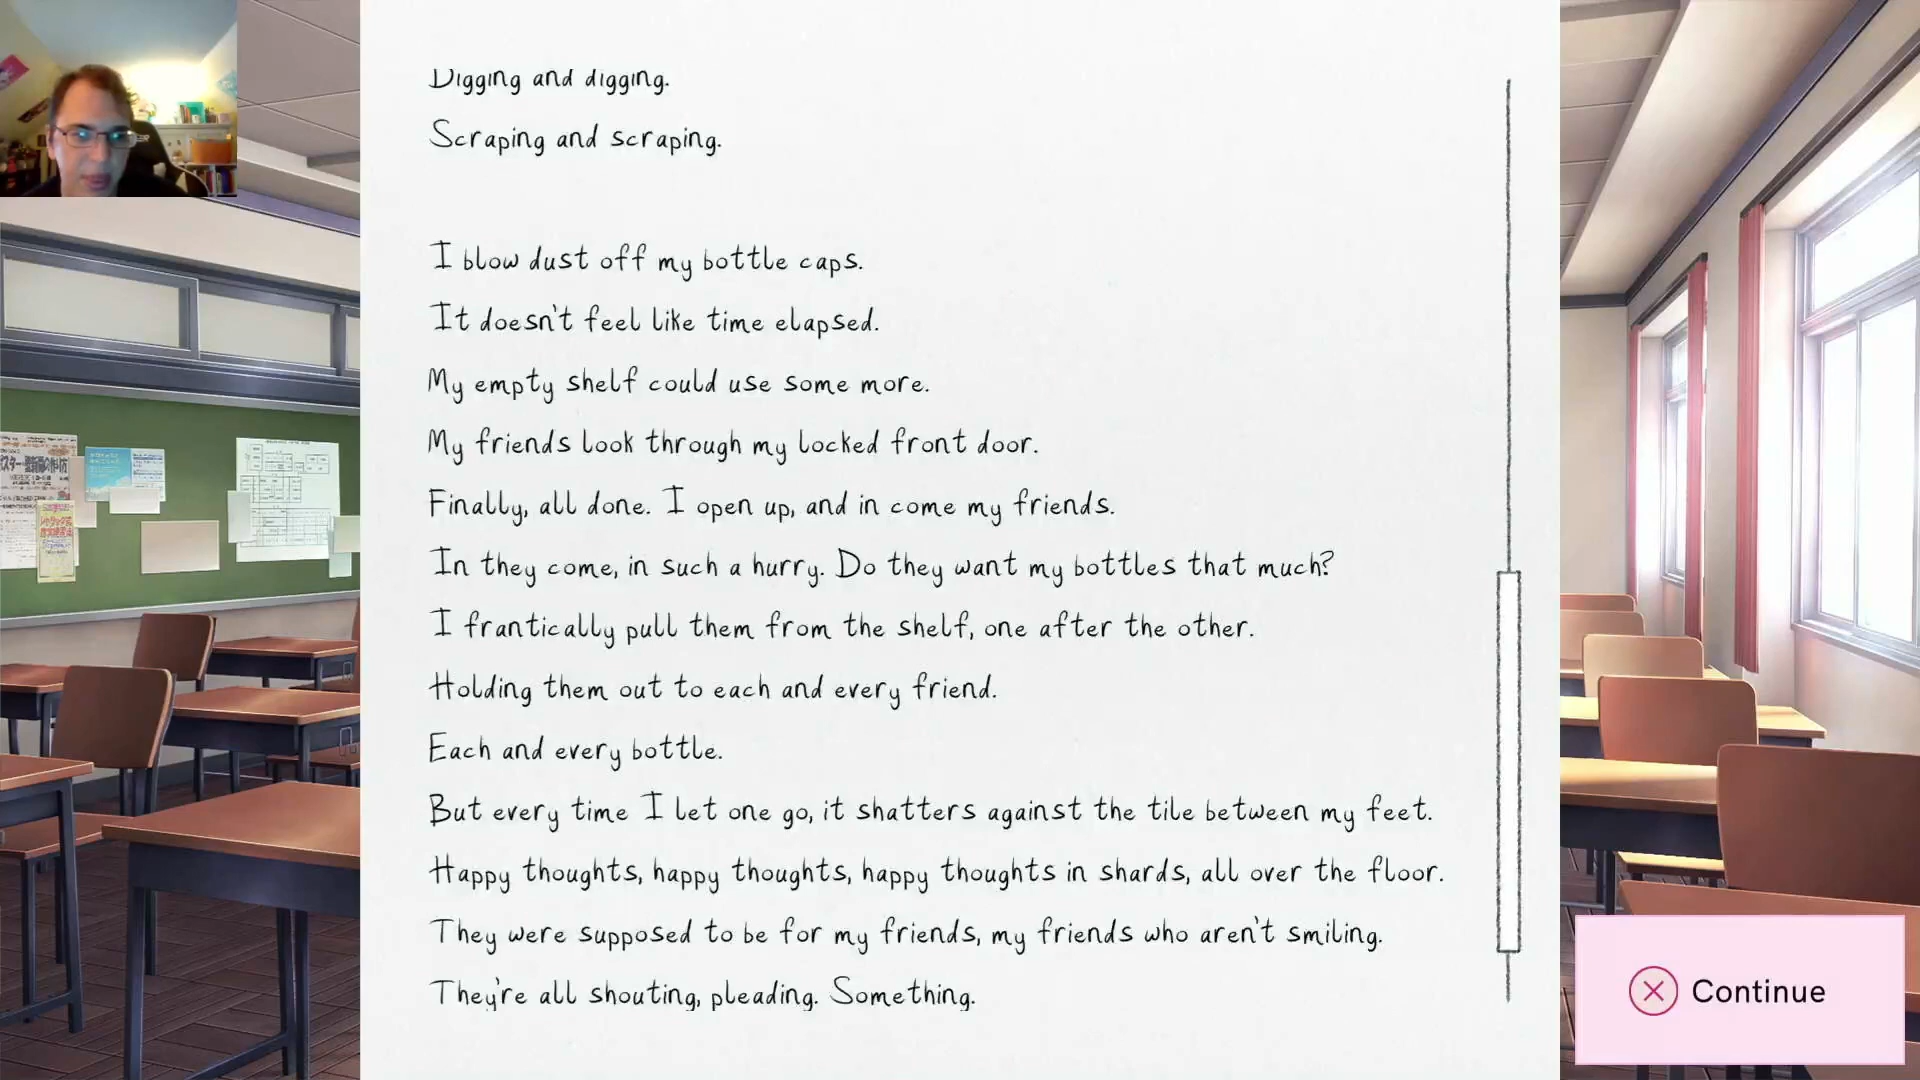 Digging and digging.
Scraping and scraping.
I blow dust off my bottle caps.
It doesn't feel like time elapsed.
My empty shelf could use some more.
My friends look through my locked front door.
Finally, all done. I open up, and in come my friends.
In they come, in such a hurry. Do they want my bottles that much?
I frantically pull them from the shelf, one after the other.
Holding them out to each and every friend.
Each and every bottle.
But every time I let one go, it shatters against the tile between my feet.
Happy thoughts, happy thoughts, happy thoughts in shards, all over the floor.
They were supposed to be for my friends, my friends who aren't smiling.
They're all shouting, pleading. Something.
Continue